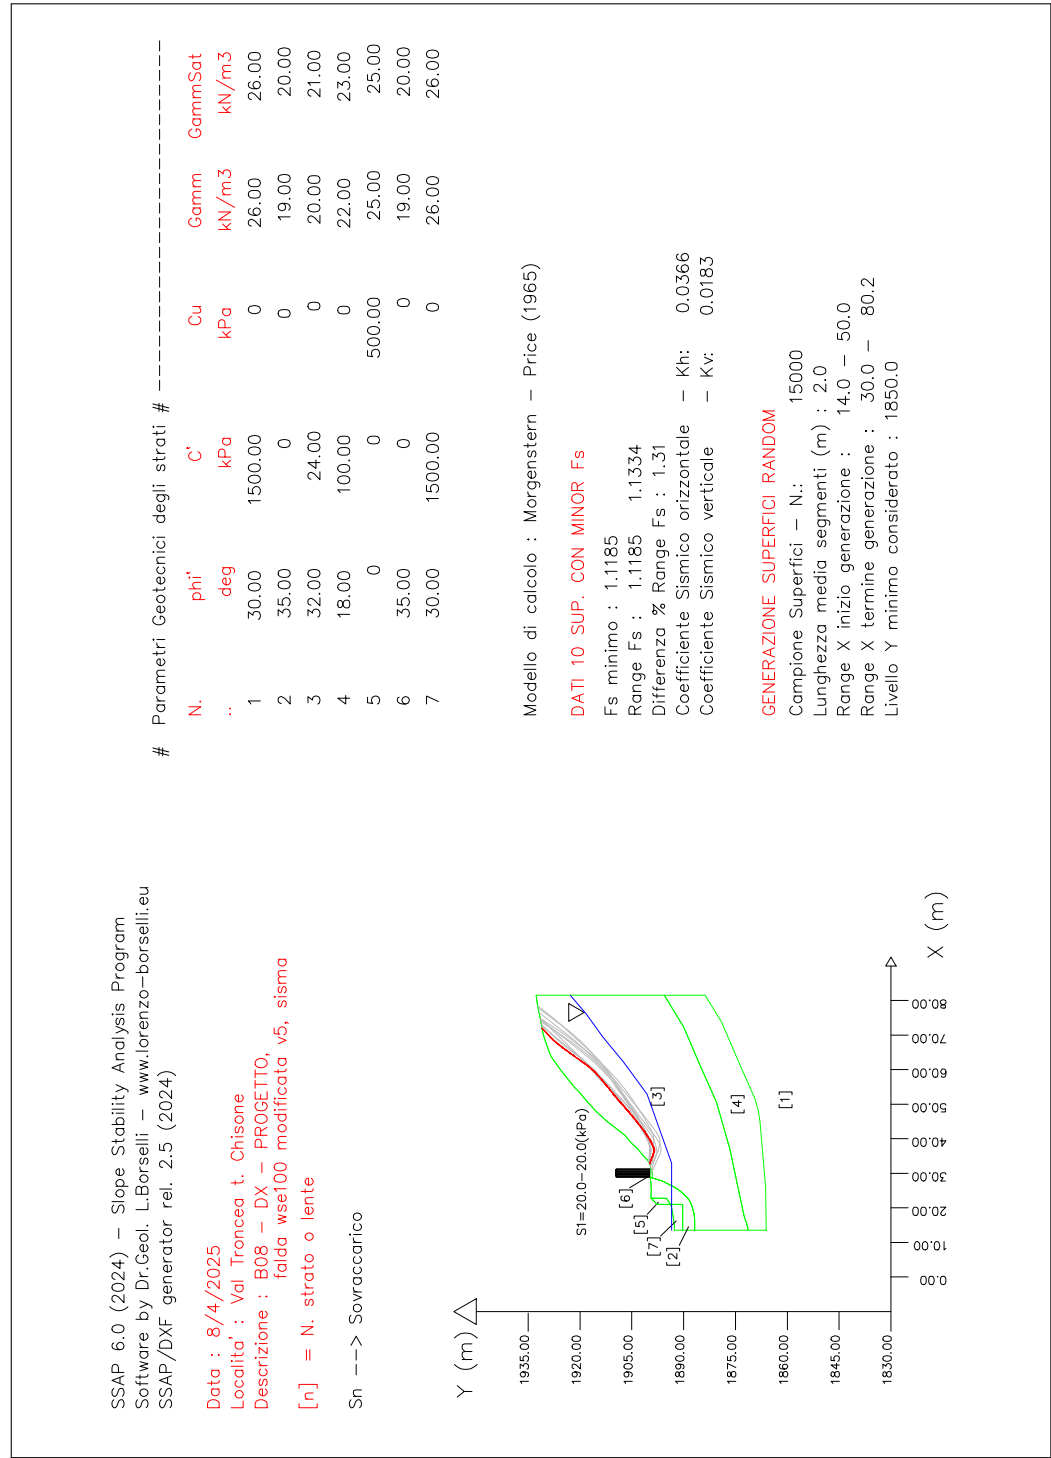 SSAP 6.0 (2024) - Slope Stability Analysis Program
Software by Dr.Geol. L.Borselli - www.lorenzo-borselli.eu
SSAP/DXF generator rel. 2.5 (2024)
Data : 8/4/2025
Localita' : Val Troncea t. Chisone
Descrizione : B08 - DX - PROGETTO,
falda wse100 modificata v5, sisma
[n] = N. strato o lente
Sn --> Sovraccarico
# Parametri Geotecnici degli strati # -----------------------------------
N. phi' C' Cu Gamm GammSat
.. deg kPa kPa kN/m3 kN/m3
1 30.00 1500.00 0 26.00 26.00
2 35.00 0 0 19.00 20.00
3 32.00 24.00 0 20.00 21.00
4 18.00 100.00 0 22.00 23.00
5 0 0 500.00 25.00 25.00
6 35.00 0 0 19.00 20.00
7 30.00 1500.00 0 26.00 26.00
Modello di calcolo : Morgenstern - Price (1965)
DATI 10 SUP. CON MINOR Fs
Fs minimo : 1.1185
Range Fs : 1.1185 1.1334
Differenza % Range Fs : 1.31
Coefficiente Sismico orizzontale - Kh: 0.0366
Coefficiente Sismico verticale - Kv: 0.0183
GENERAZIONE SUPERFICI RANDOM
Campione Superfici - N.: 15000
Lunghezza media segmenti (m) : 2.0
Range X inizio generazione : 14.0 - 50.0
Range X termine generazione : 30.0 - 80.2
Livello Y minimo considerato : 1850.0
Y (m)
1935.00
1920.00
1905.00
1890.00
1875.00
1860.00
1830.00
S1=20.0-20.0(kPa)
[6]
[5]
[7]
[2]
[3]
[4]
[1]
0.00
10.00
20.00
30.00
40.00
50.00
60.00
70.00
80.00
X (m)